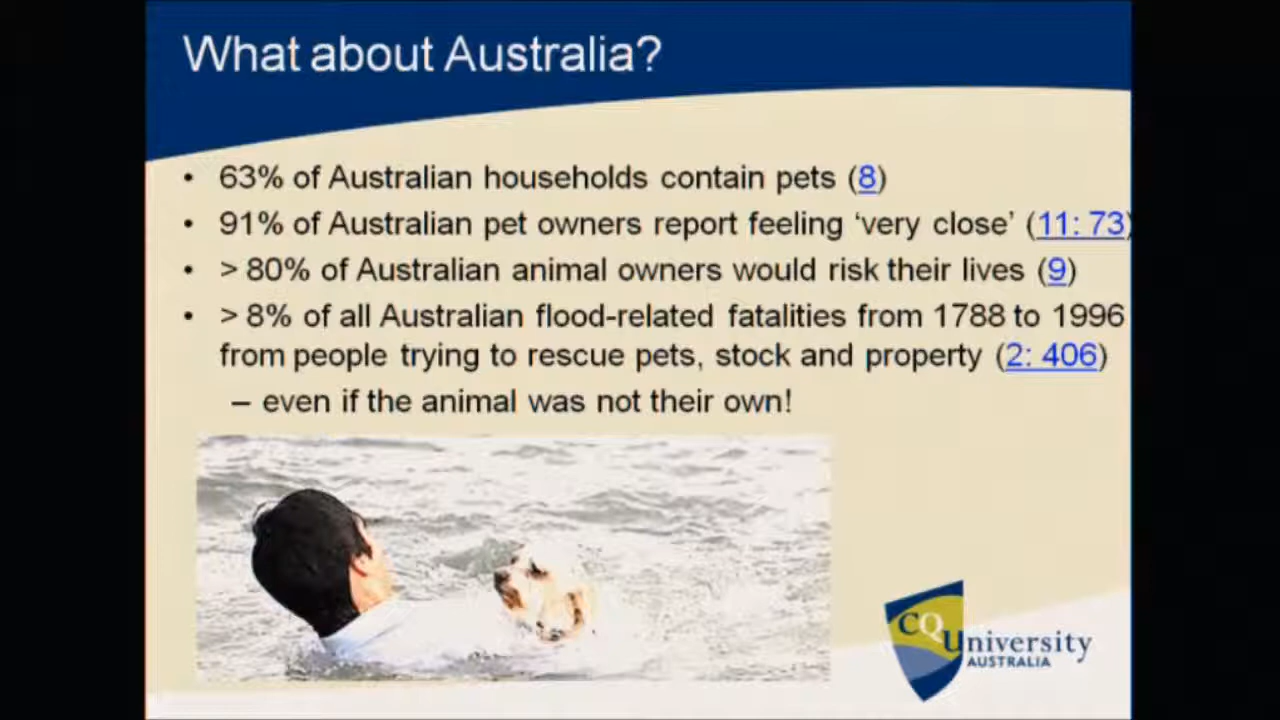 What about Australia?
• 63% of Australian households contain pets (8)
• 91% of Australian pet owners report feeling ‘very close’ (11: 73)
• > 80% of Australian animal owners would risk their lives (9)
• > 8% of all Australian flood-related fatalities from 1788 to 1996
from people trying to rescue pets, stock and property (2: 406)
– even if the animal was not their own!
CQUniversity
AUSTRALIA